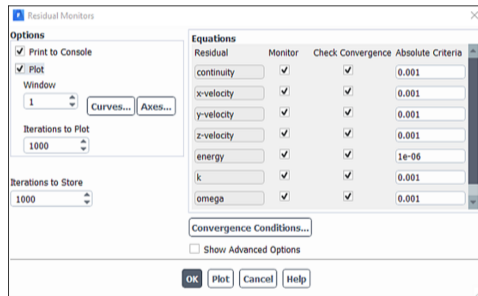 Residual Monitors
Options
Print to Console
Plot
Window
1
Curves... Axes...
Iterations to Plot
1000
Iterations to Store
1000
Equations
Residual Monitor Check Convergence Absolute Criteria
continuity 0.001
x-velocity 0.001
y-velocity 0.001
z-velocity 0.001
energy 1e-06
k 0.001
omega 0.001
Convergence Conditions...
Show Advanced Options
OK Plot Cancel Help